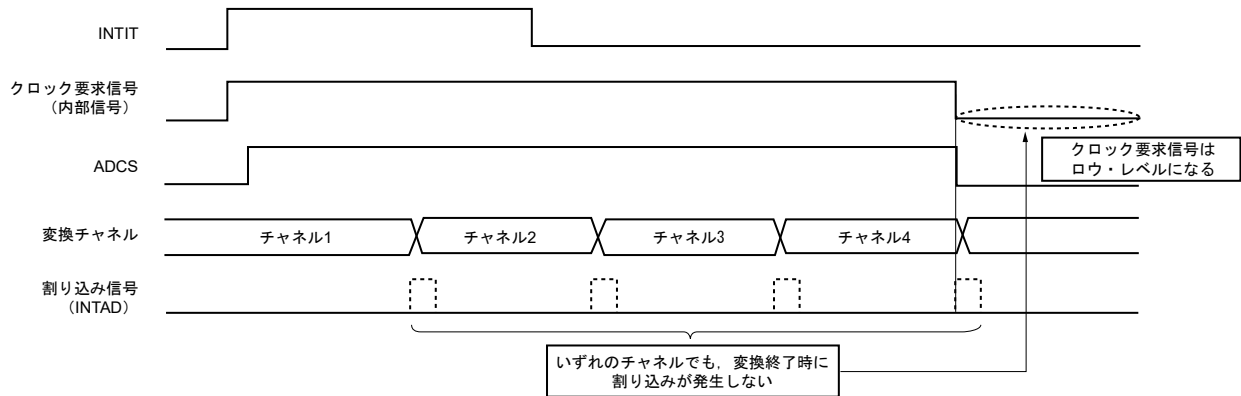 INTIT
クロック要求信号
（内部信号）
ADCS
クロック要求信号は
ロウ・レベルになる
変換チャネル
チャネル1
チャネル2
チャネル3
チャネル4
割り込み信号
（INTAD）
いずれのチャネルでも，変換終了時に
割り込みが発生しない